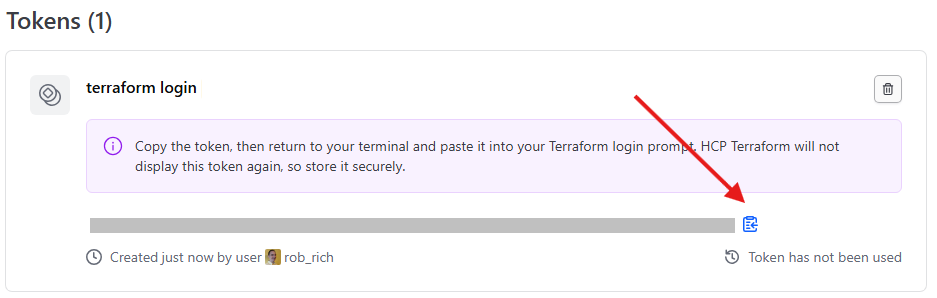 Tokens (1)
terraform login
Copy the token, then return to your terminal and paste it into your Terraform login prompt. HCP Terraform will not
display this token again, so store it securely.
Created just now by user rob_rich
Token has not been used